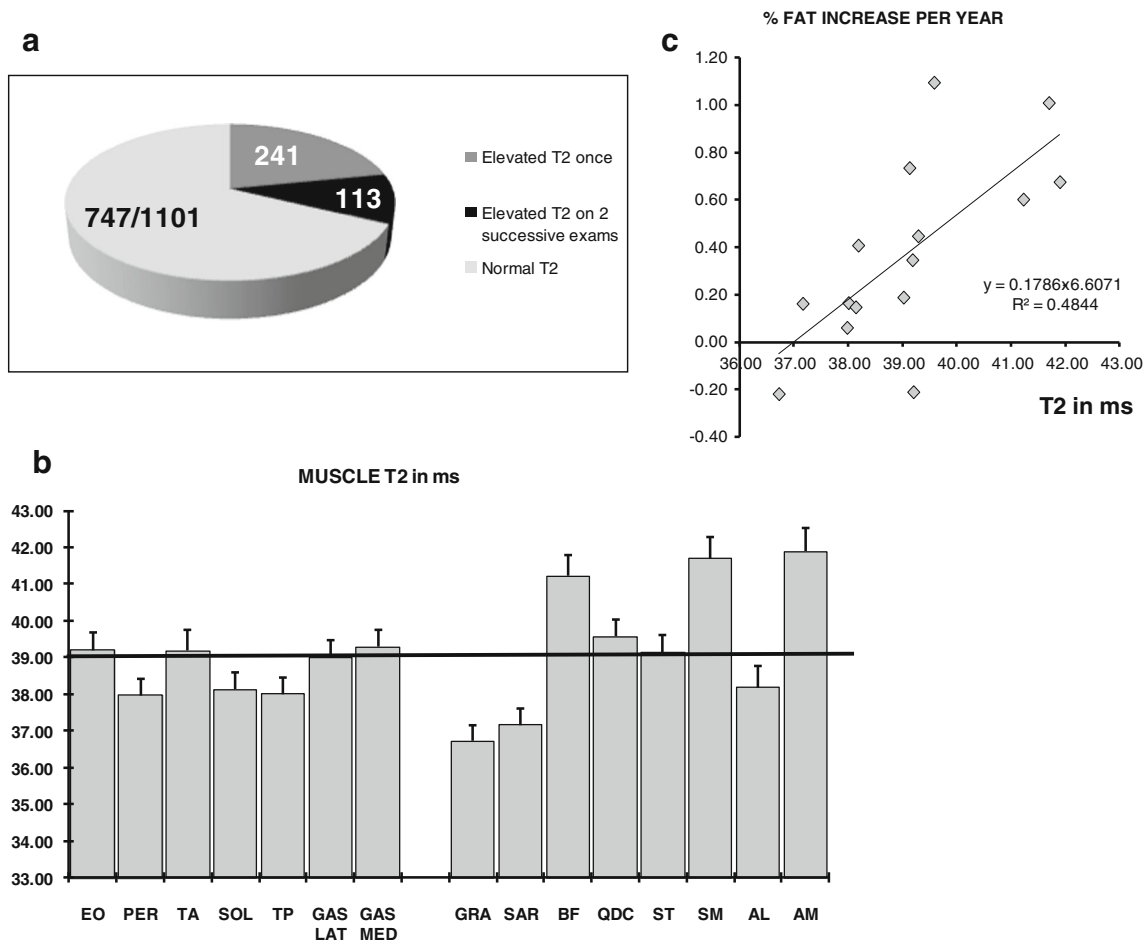 a
241
113
747/1101
Elevated T2 once
Elevated T2 on 2
successive exams
Normal T2
c
% FAT INCREASE PER YEAR
1.20
1.00
0.80
0.60
0.40
0.20
0.00
-0.20
-0.40
36.00 37.00 38.00 39.00 40.00 41.00 42.00 43.00
y = 0.1786x6.6071
R² = 0.4844
T2 in ms
b
MUSCLE T2 in ms
43.00
42.00
41.00
40.00
39.00
38.00
37.00
36.00
35.00
34.00
33.00
EO PER TA SOL TP GAS GAS GRA SAR BF QDC ST SM AL AM
LAT MED